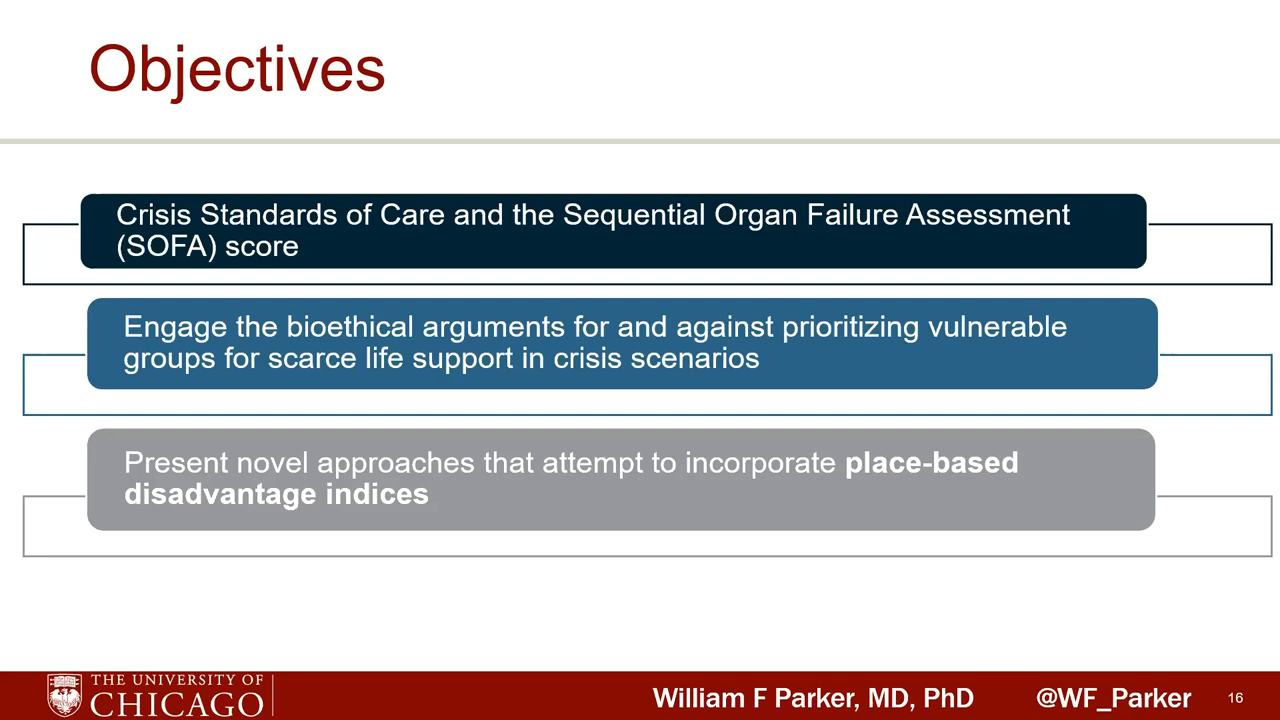 Objectives
Crisis Standards of Care and the Sequential Organ Failure Assessment
(SOFA) score
Engage the bioethical arguments for and against prioritizing vulnerable
groups for scarce life support in crisis scenarios
Present novel approaches that attempt to incorporate place-based
disadvantage indices
THE UNIVERSITY OF
CHICAGO
William F Parker, MD, PhD
@WF_Parker
16